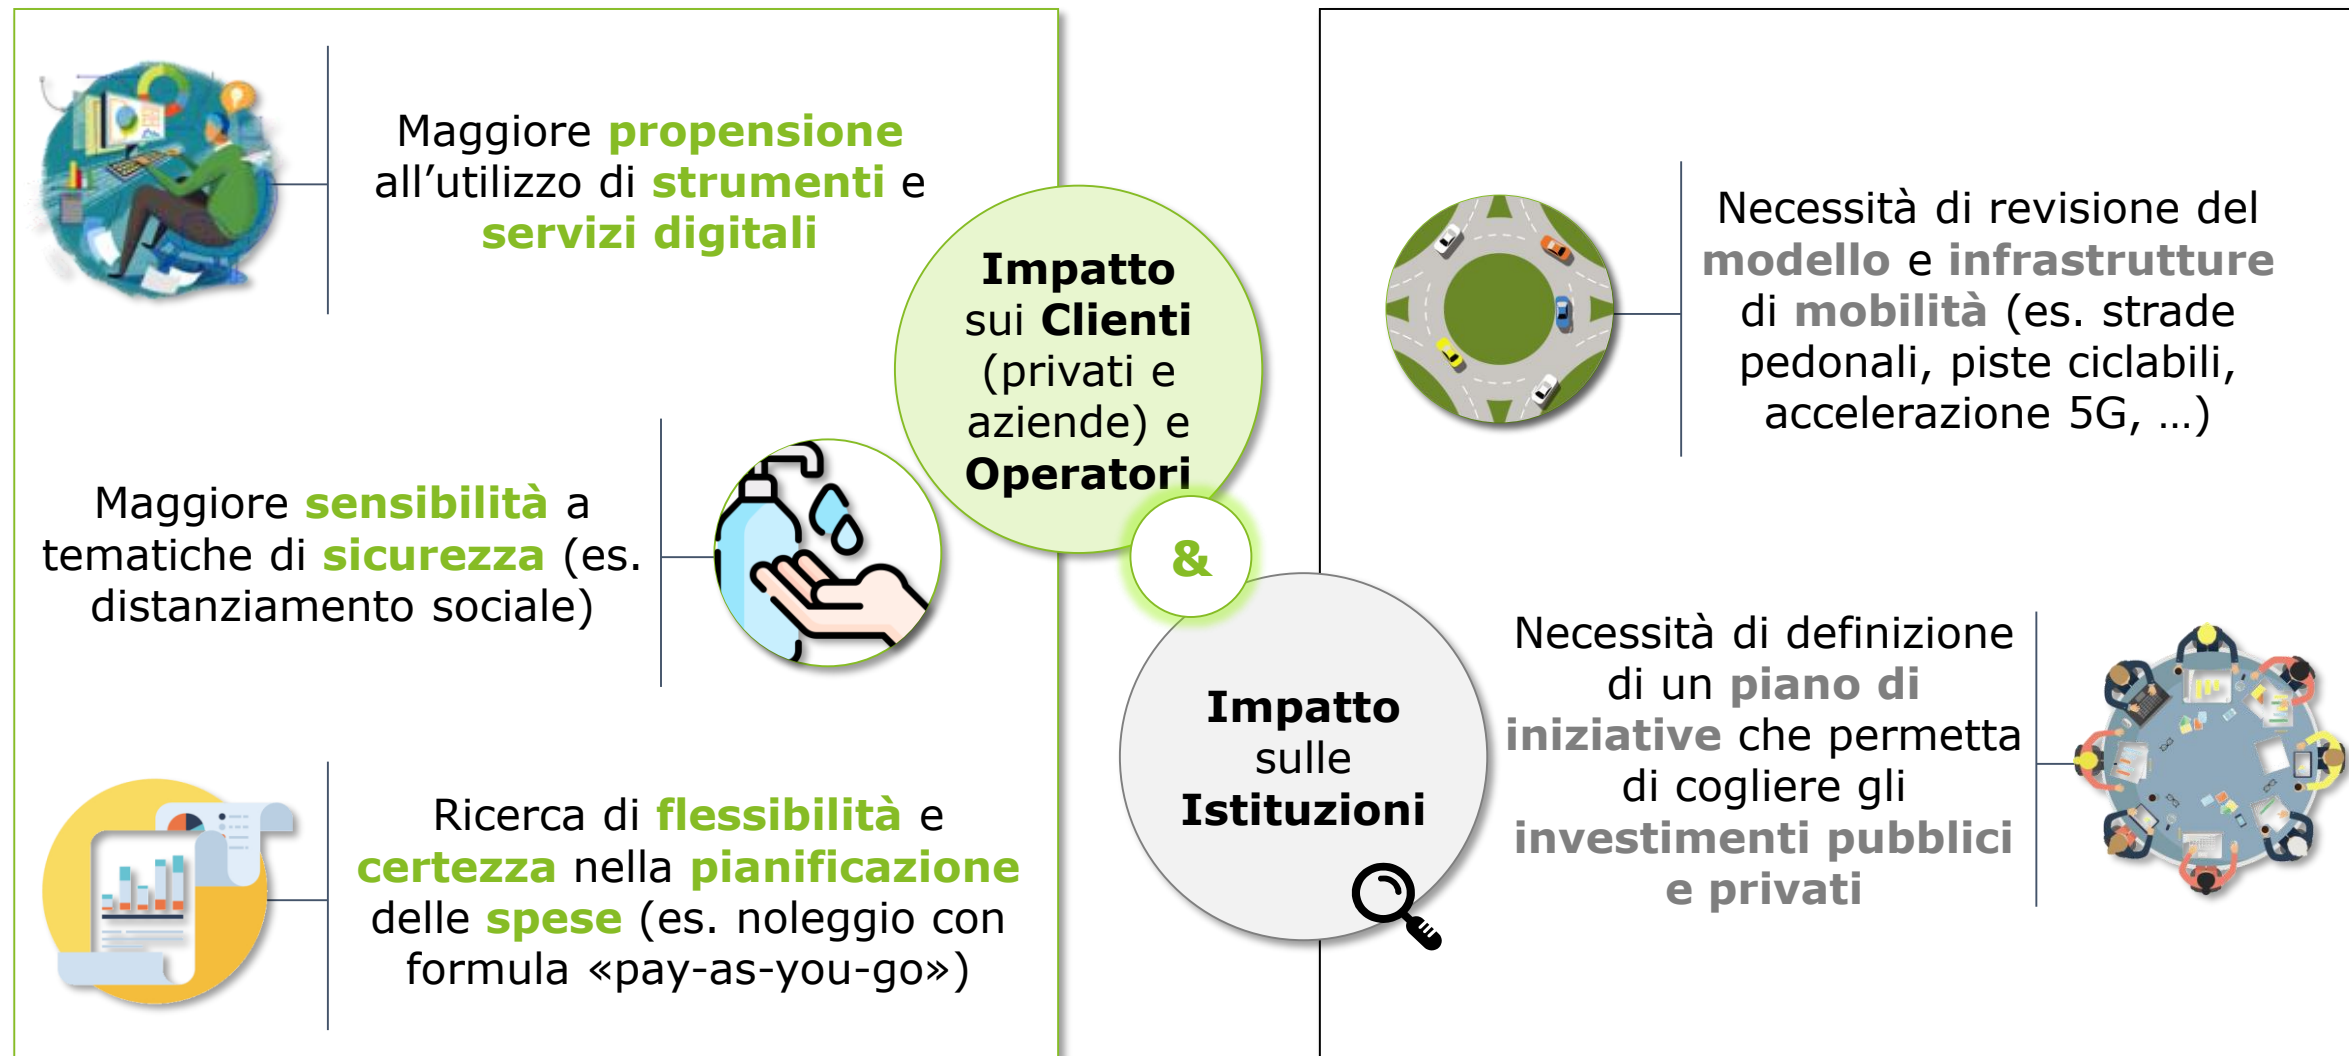 Maggiore propensione
all’utilizzo di strumenti e
servizi digitali
Maggiore sensibilità a
tematiche di sicurezza (es.
distanziamento sociale)
Ricerca di flessibilità e
certezza nella pianificazione
delle spese (es. noleggio con
formula «pay-as-you-go»)
Impatto
sui Clienti
(privati e
aziende) e
Operatori
&
Impatto
sulle
Istituzioni
Necessità di revisione del
modello e infrastrutture
di mobilità (es. strade
pedonali, piste ciclabili,
accelerazione 5G, …)
Necessità di definizione
di un piano di
iniziative che permetta
di cogliere gli
investimenti pubblici
e privati